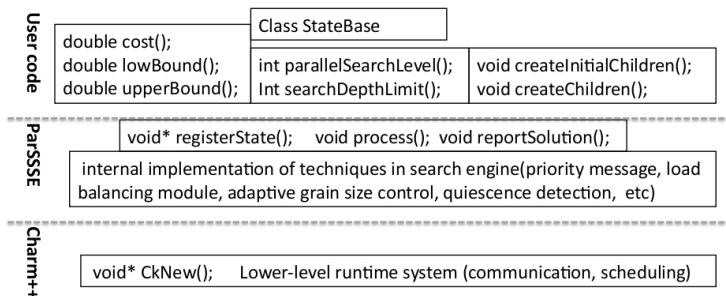 User code
Class StateBase
double cost();
double lowBound();
double upperBound();
int parallelSearchLevel();
Int searchDepthLimit();
void createInitialChildren();
void createChildren();
ParSSSE
void* registerState(); void process(); void reportSolution();
internal implementation of techniques in search engine(priority message, load
balancing module, adaptive grain size control, quiescence detection, etc)
Charm++
void* CkNew(); Lower-level runtime system (communication, scheduling)